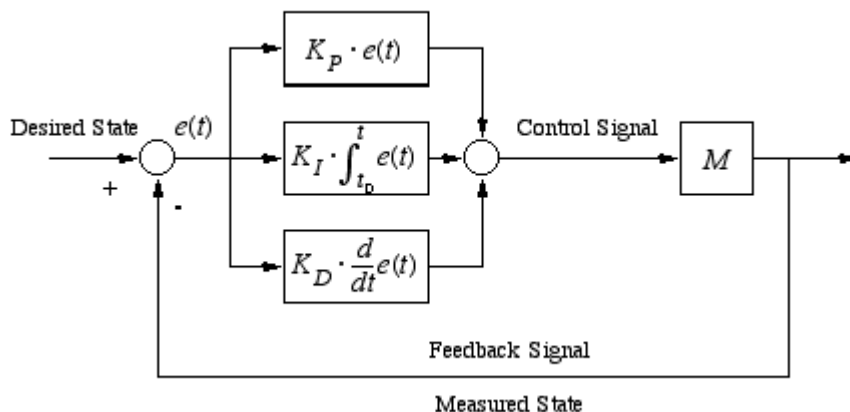 K_P · e(t)
Desired State
e(t)
+
-
K_I · ∫_{t_0}^{t} e(t)
Control Signal
M
K_D · d/dt e(t)
Feedback Signal
Measured State